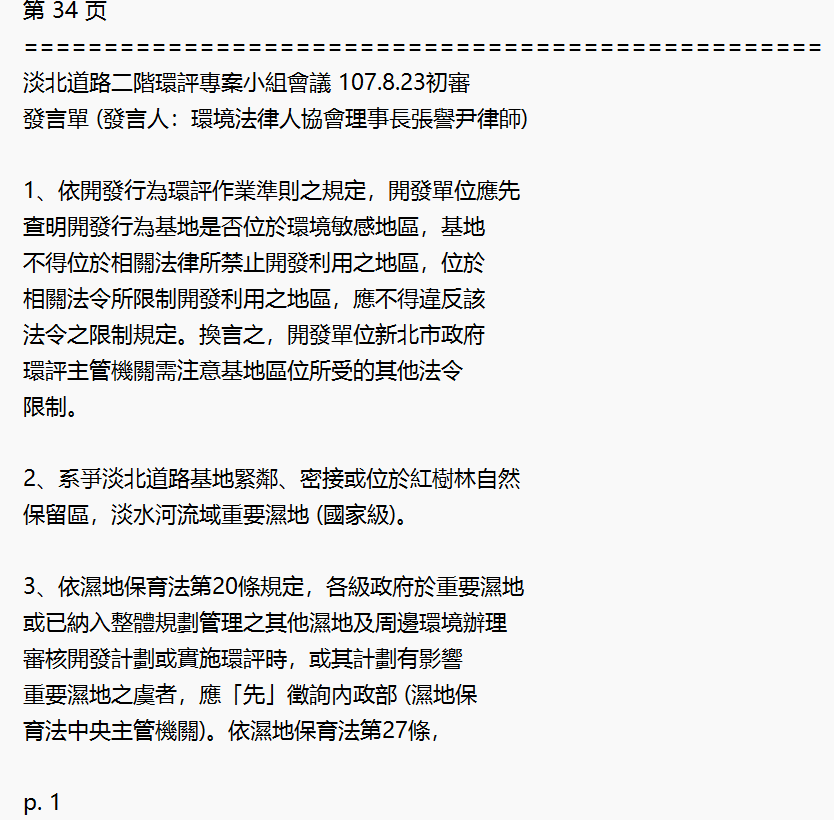 第 34 页
==================================================
淡北道路二階環評專案小組會議 107.8.23初審
發言單 (發言人：環境法律人協會理事長張譽尹律師)
1、依開發行為環評作業準則之規定，開發單位應先
查明開發行為基地是否位於環境敏感地區，基地
不得位於相關法律所禁止開發利用之地區，位於
相關法令所限制開發利用之地區，應不得違反該
法令之限制規定。換言之，開發單位新北市政府
環評主管機關需注意基地區位所受的其他法令
限制。
2、系爭淡北道路基地緊鄰、密接或位於紅樹林自然
保留區，淡水河流域重要濕地 (國家級)。
3、依濕地保育法第20條規定，各級政府於重要濕地
或已納入整體規劃管理之其他濕地及周邊環境辦理
審核開發計劃或實施環評時，或其計劃有影響
重要濕地之虞者，應「先」徵詢內政部 (濕地保
育法中央主管機關)。依濕地保育法第27條，
p. 1